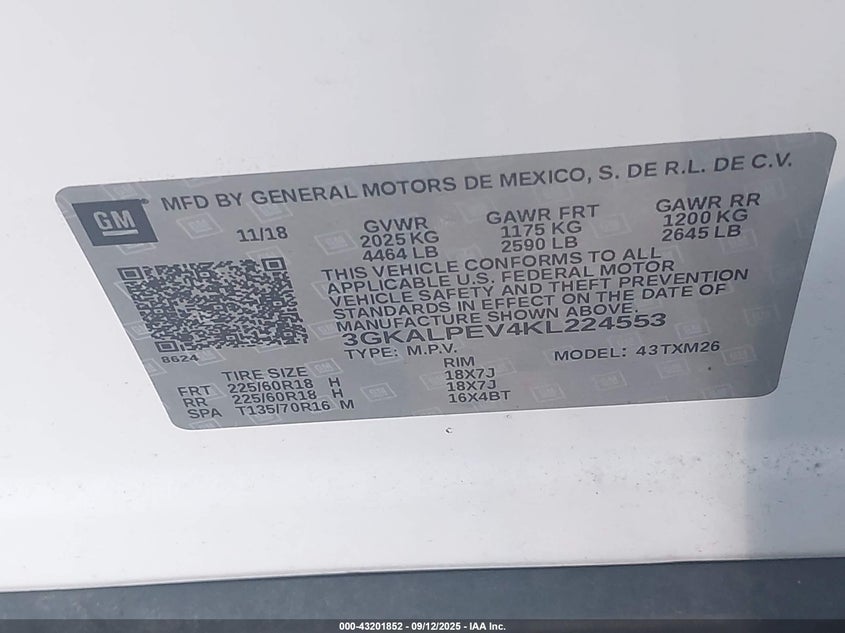 GM
MFD BY GENERAL MOTORS DE MEXICO, S. DE R.L. DE C.V.
11/18 GVWR GAWR FRT GAWR RR
2025 KG 1175 KG 1200 KG
4464 LB 2590 LB 2645 LB
THIS VEHICLE CONFORMS TO ALL
APPLICABLE U.S. FEDERAL MOTOR
VEHICLE SAFETY, AND THEFT PREVENTION
STANDARDS IN EFFECT ON THE DATE OF
MANUFACTURE SHOWN ABOVE.
3GKALPEV4KL224553
8624
TYPE: M.P.V. MODEL: 43TXM26
TIRE SIZE RIM
FRT 225/60R18 H 18X7J
RR 225/60R18 H 18X7J
SPA T135/70R16 M 16X4BT
000-43201852 - 09/12/2025 - IAA Inc.